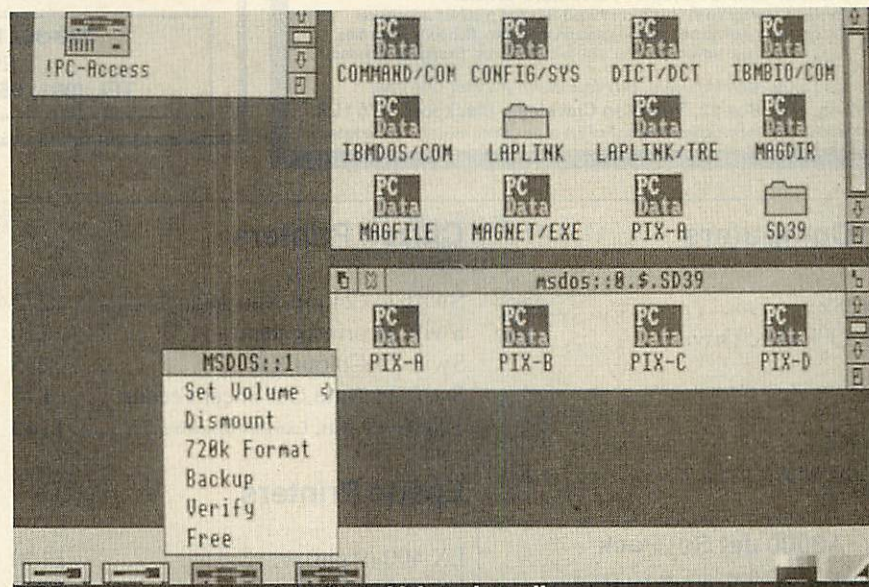 !PC-Access
PC Data PC Data PC Data PC Data
COMMAND/COM CONFIG/SYS DICT/DCT IBMBIO/COM
PC Data PC Data PC Data
IBMDOS/COM LAPLINK LAPLINK/TRE MAGDIR
PC Data PC Data PC Data
MAGFILE MAGNET/EXE PIX-A SD39
msdos::0.$.SD39
PC Data PC Data PC Data PC Data
PIX-A PIX-B PIX-C PIX-D
MSDOS::1
Set Volume
Dismount
720k Format
Backup
Verify
Free